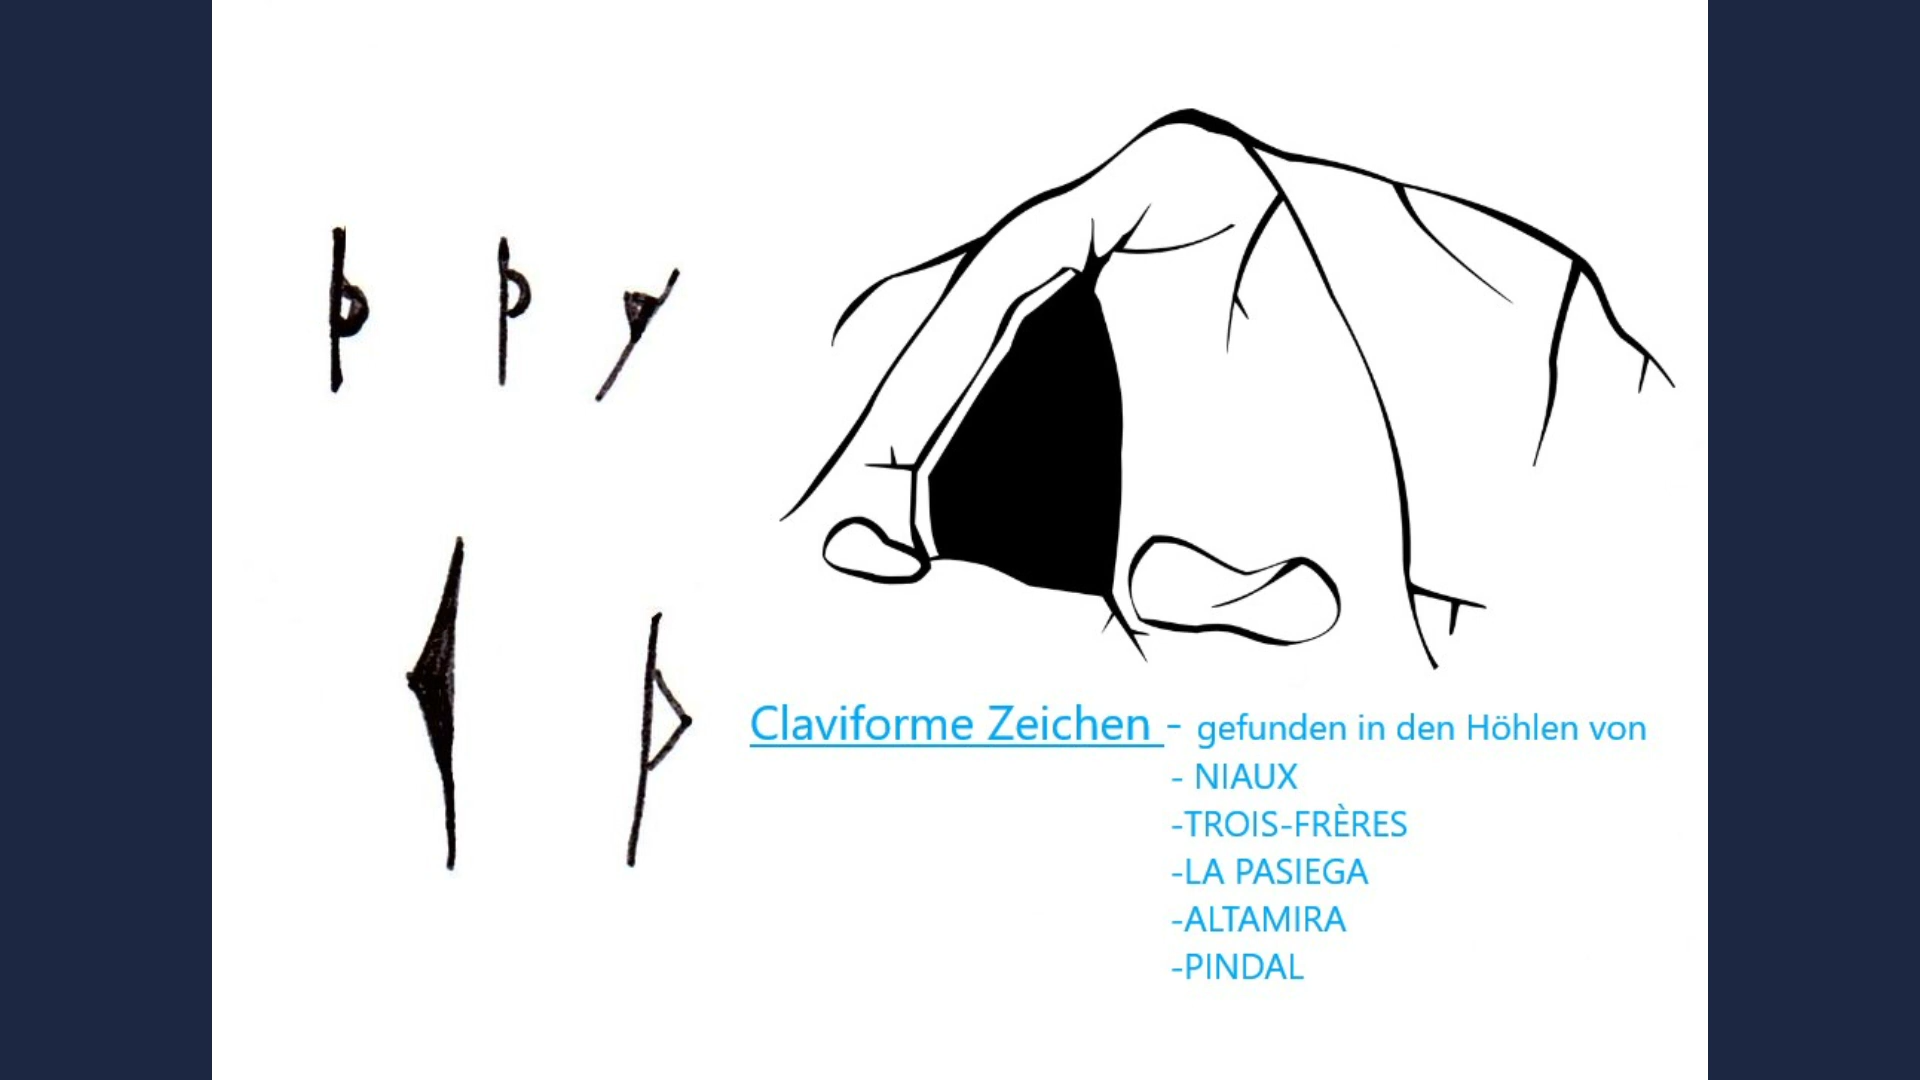 Claviforme Zeichen - gefunden in den Höhlen von
- NIAUX
-TROIS-FRÈRES
-LA PASIEGA
-ALTAMIRA
-PINDAL